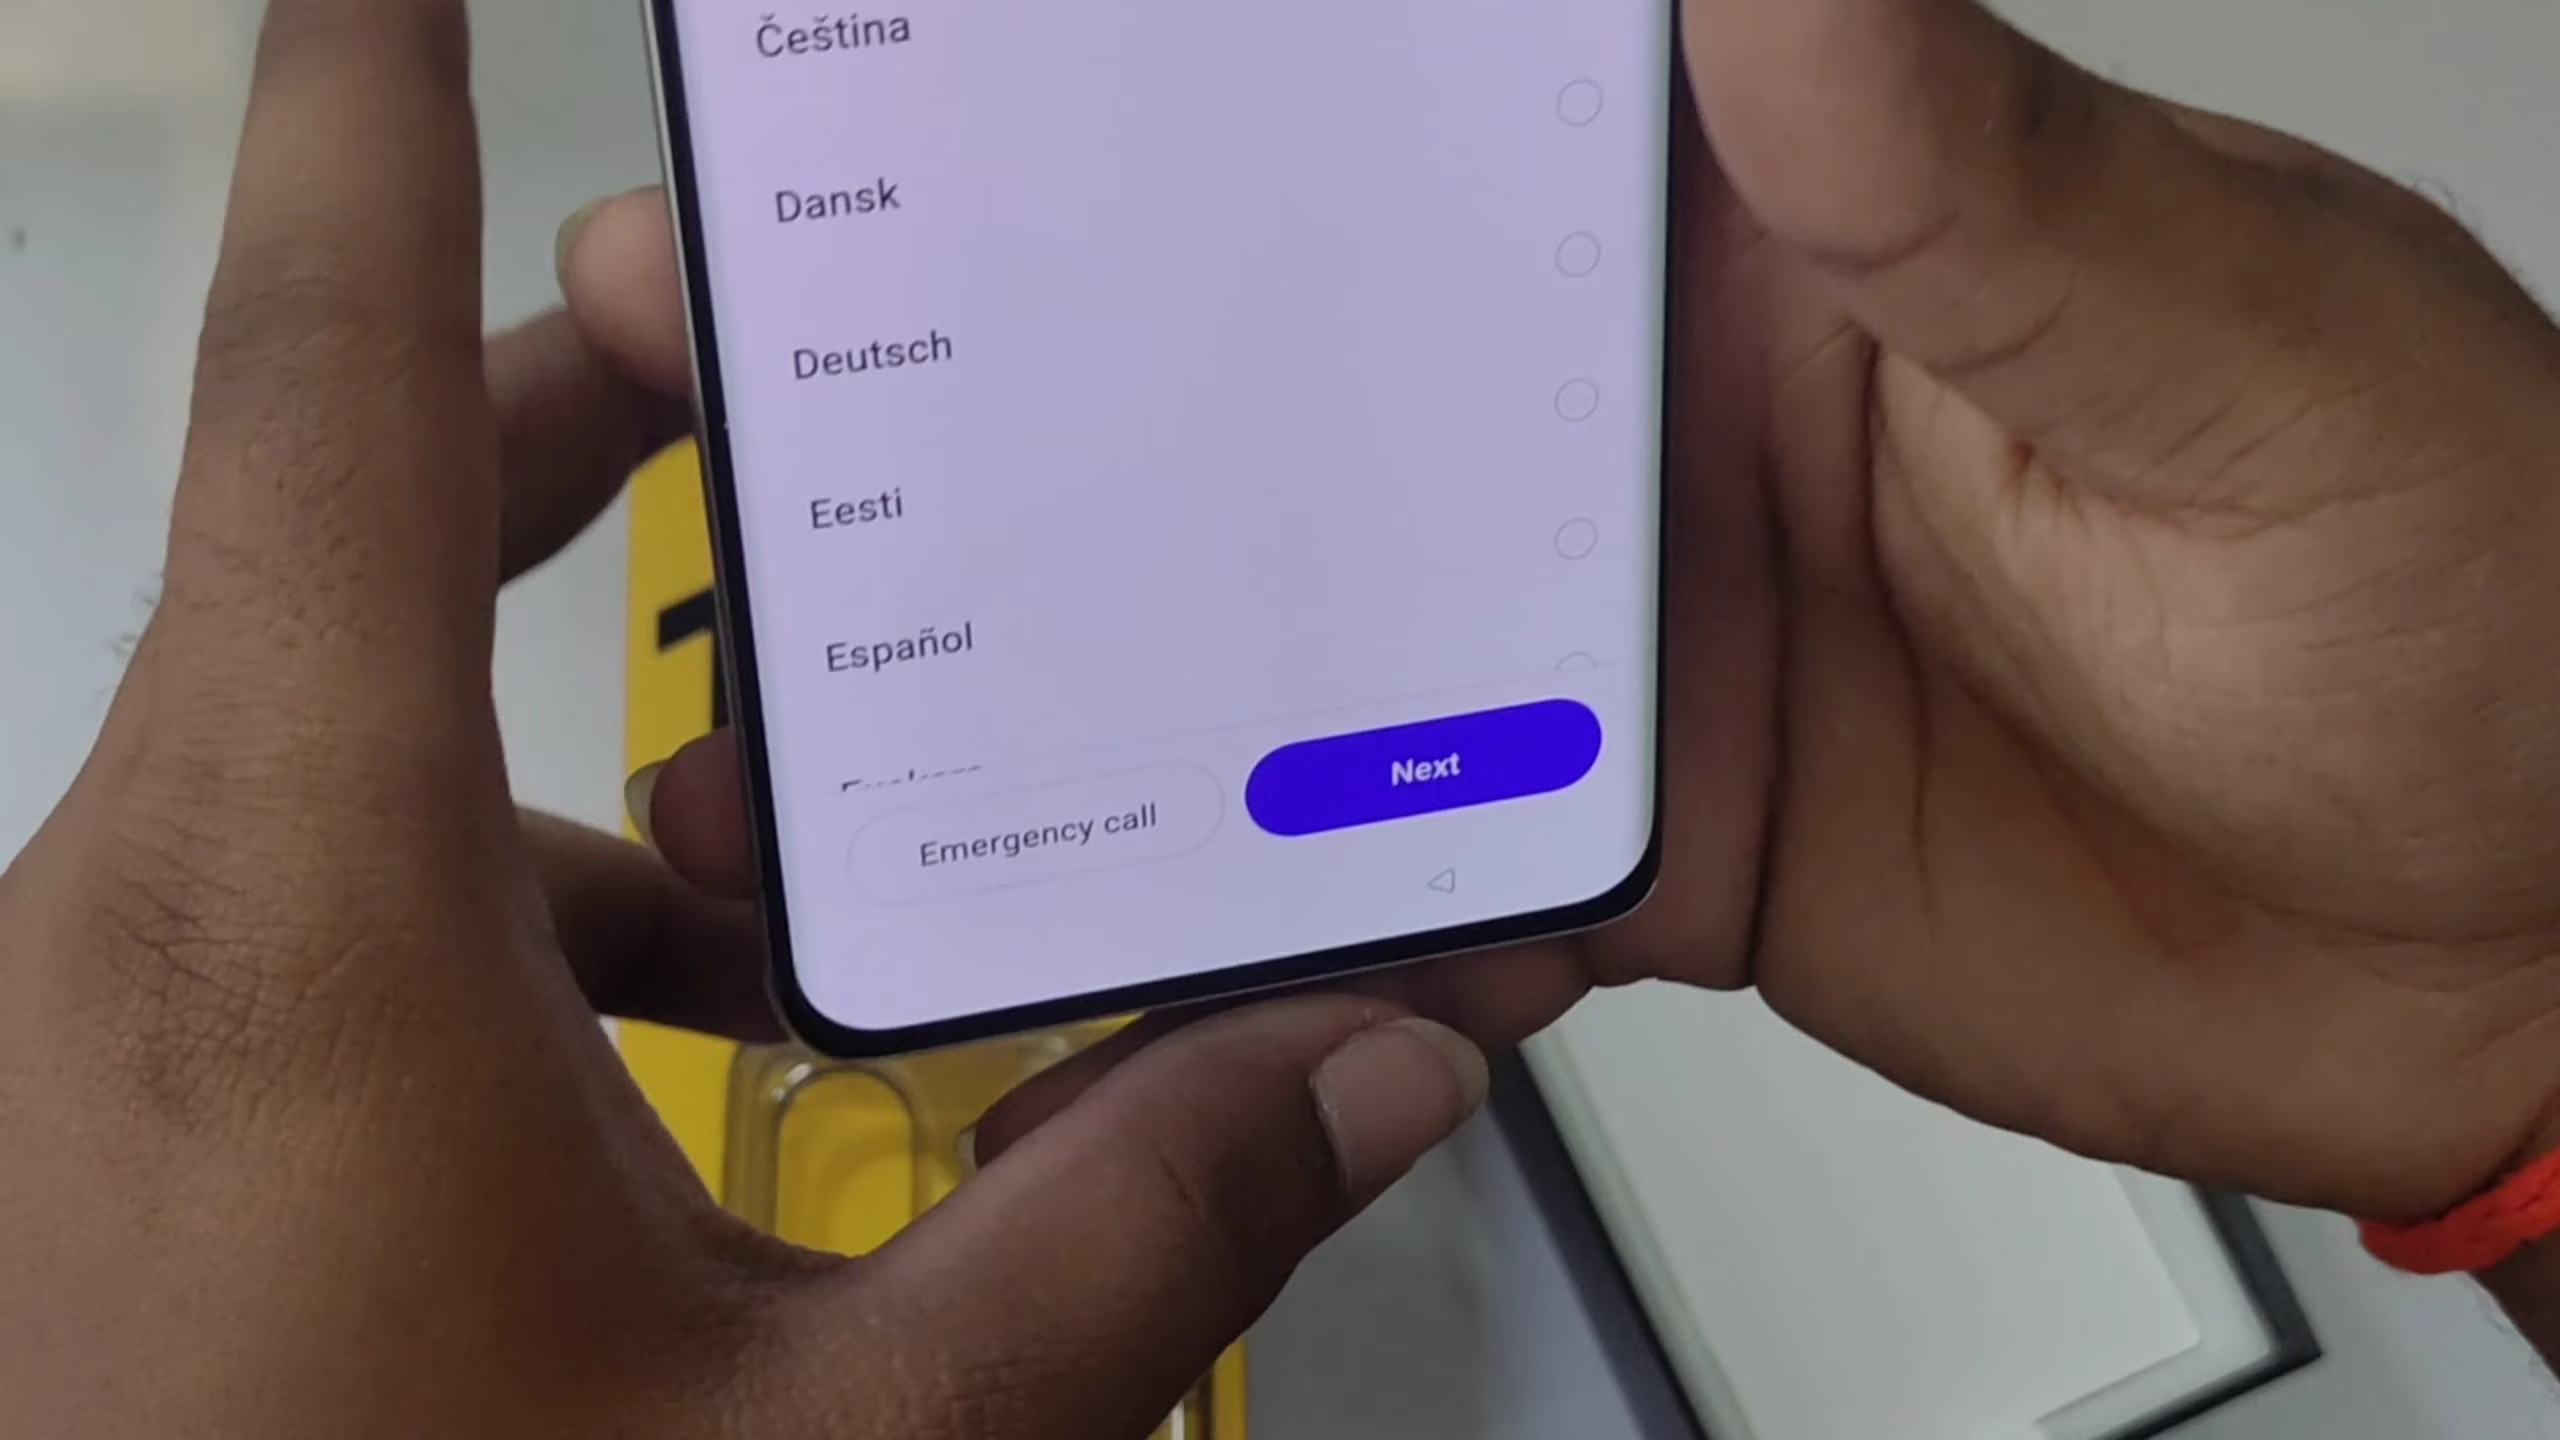 Čeština
Dansk
Deutsch
Eesti
Español
Emergency call
Next